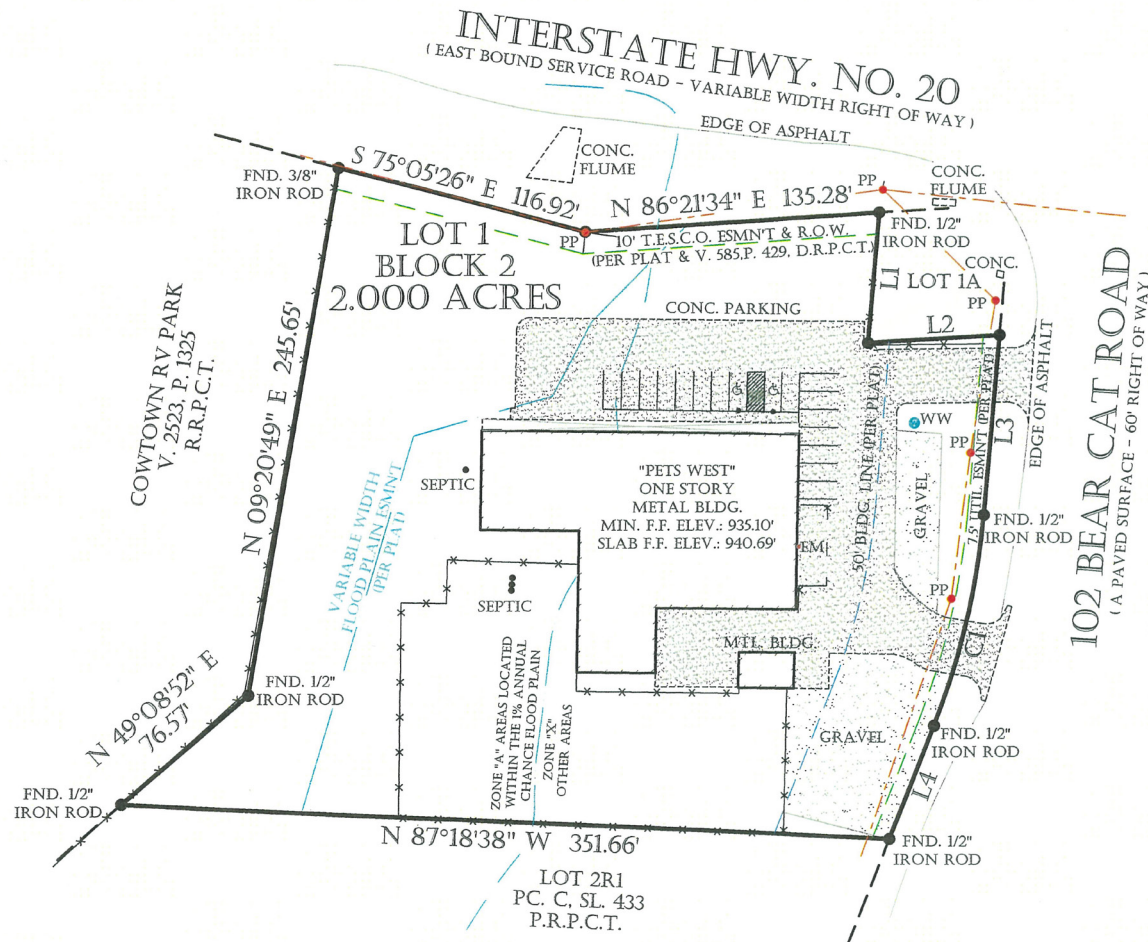 INTERSTATE HWY. NO. 20
( EAST BOUND SERVICE ROAD - VARIABLE WIDTH RIGHT OF WAY )
EDGE OF ASPHALT
CONC.
FLUME
FND. 3/8"
IRON ROD
S 75°05'26" E 116.92'
N 86°21'34" E 135.28'
PP
CONC.
FLUME
FND. 1/2"
IRON ROD
PP
10' T.E.S.C.O. ESMN'T & R.O.W.
(PER PLAT & V. 585,P. 429, D.R.P.C.T.)
LOT 1
BLOCK 2
2.000 ACRES
L1
LOT 1A
CONC.
PP
L2
COWTOWN RV PARK
V. 2523, P. 1325
R.R.P.C.T.
N 09°20'49" E 245.65'
CONC. PARKING
50' BLDG. LINE (PER PLAT)
7.5' UTIL ESMN'T (PER PLAT)
L3
EDGE OF ASPHALT
102 BEAR CAT ROAD
( A PAVED SURFACE - 60' RIGHT OF WAY )
WW
PP
GRAVEL
SEPTIC
"PETS WEST"
ONE STORY
METAL BLDG.
MIN. F.F. ELEV.: 935.10'
SLAB F.F. ELEV.: 940.69'
EM
FND. 1/2"
IRON ROD
VARIABLE WIDTH
FLOOD PLAIN ESMNT
(PER PLAT)
SEPTIC
PP
C1
MTL. BLDG.
N 49°08'52" E
76.57'
FND. 1/2"
IRON ROD
ZONE "A" AREAS LOCATED
WITHIN THE 1% ANNUAL
CHANCE FLOOD PLAIN
ZONE "X"
OTHER AREAS
GRAVEL
FND. 1/2"
IRON ROD
L4
FND. 1/2"
IRON ROD
N 87°18'38" W 351.66'
FND. 1/2"
IRON ROD
LOT 2R1
PC. C, SL. 433
P.R.P.C.T.